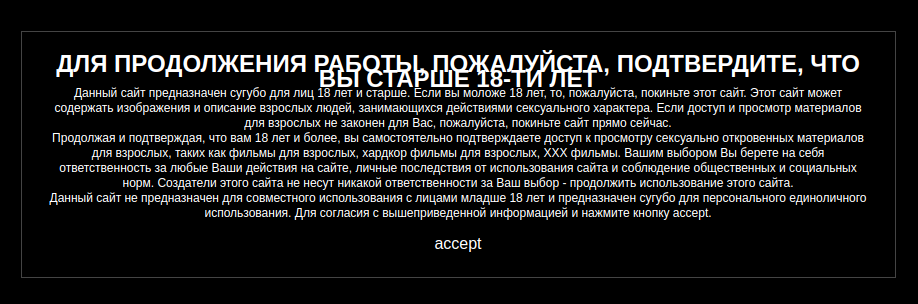 ДЛЯ ПРОДОЛЖЕНИЯ РАБОТЫ, ПОЖАЛУЙСТА, ПОДТВЕРДИТЕ, ЧТО
ВЫ СТАРШЕ 18-ТИ ЛЕТ
Данный сайт предназначен сугубо для лиц 18 лет и старше. Если вы моложе 18 лет, то, пожалуйста, покиньте этот сайт. Этот сайт может
содержать изображения и описание взрослых людей, занимающихся действиями сексуального характера. Если доступ и просмотр материалов
для взрослых не законен для Вас, пожалуйста, покиньте сайт прямо сейчас.
Продолжая и подтверждая, что вам 18 лет и более, вы самостоятельно подтверждаете доступ к просмотру сексуально откровенных материалов
для взрослых, таких как фильмы для взрослых, хардкор фильмы для взрослых, XXX фильмы. Вашим выбором Вы берете на себя
ответственность за любые Ваши действия на сайте, личные последствия от использования сайта и соблюдение общественных и социальных
норм. Создатели этого сайта не несут никакой ответственности за Ваш выбор - продолжить использование этого сайта.
Данный сайт не предназначен для совместного использования с лицами младше 18 лет и предназначен сугубо для персонального единоличного
использования. Для согласия с вышеприведенной информацией и нажмите кнопку accept.
accept